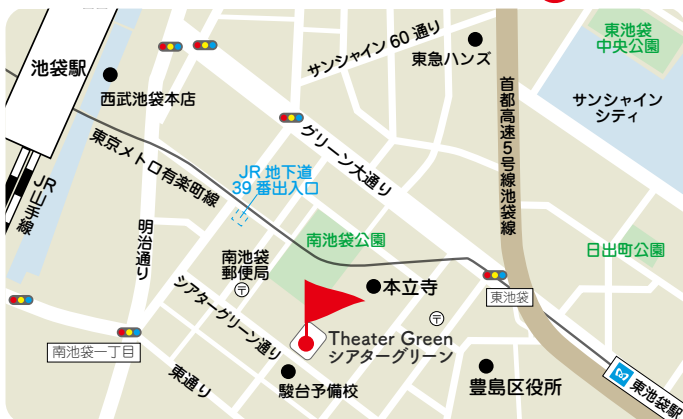 東池袋
中央公園
サンシャイン60通り
東急ハンズ
池袋駅
西武池袋本店
サンシャイン
シティ
首都高速5号線池袋線
グリーン大通り
東京メトロ有楽町線
JR地下道
39番出入口
JR山手線
明治通り
南池袋公園
日出町公園
南池袋
郵便局
〒
本立寺
東池袋
シアターグリーン通り
〒
Theater Green
シアターグリーン
南池袋一丁目
東通り
駿台予備校
豊島区役所
東池袋駅